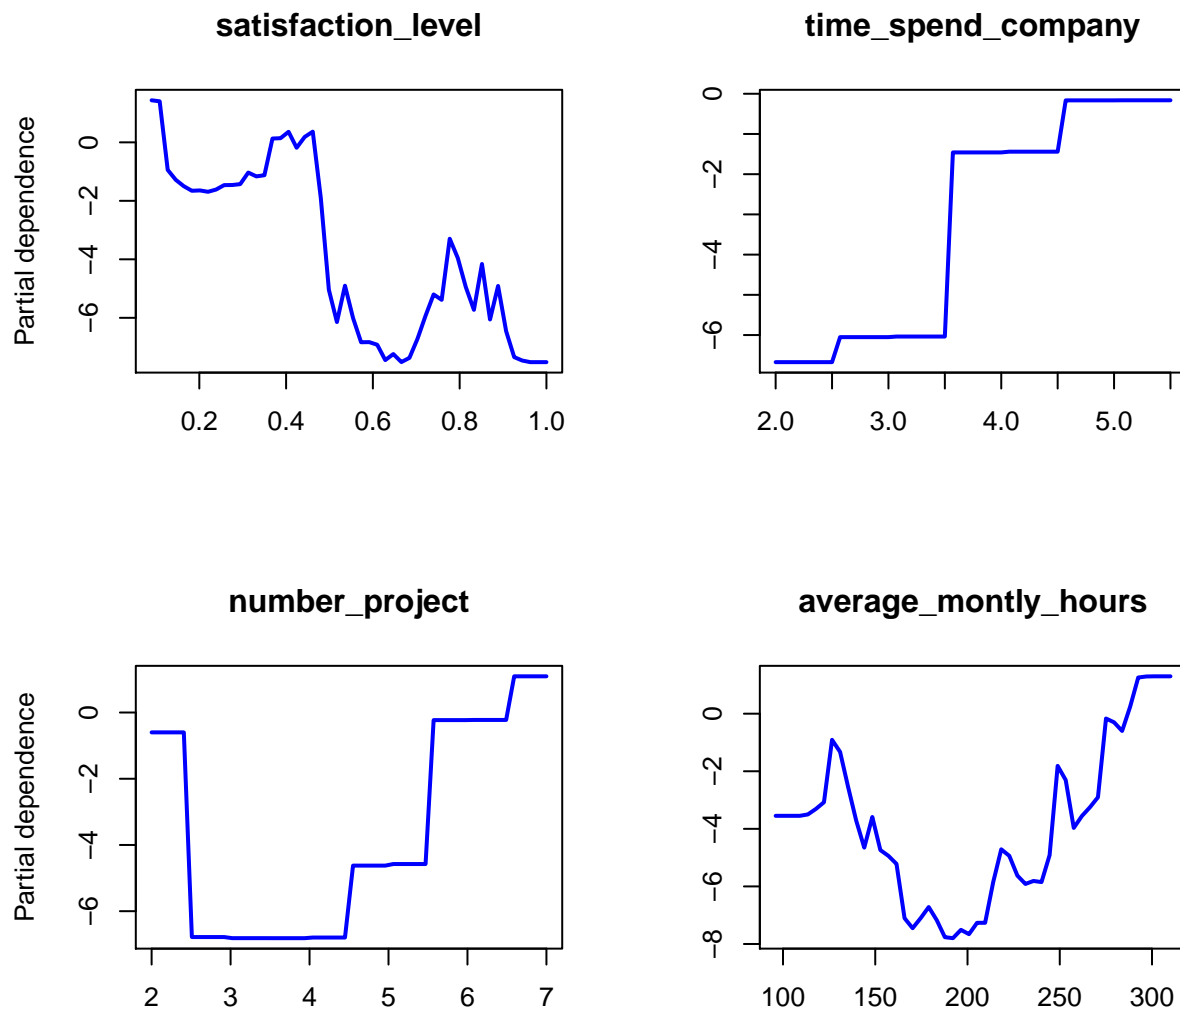 satisfaction_level
time_spend_company
Partial dependence
0
−2
−4
−6
0.2 0.4 0.6 0.8 1.0
0
−2
−4
−6
2.0 3.0 4.0 5.0
number_project
average_montly_hours
Partial dependence
0
−2
−4
−6
2 3 4 5 6 7
0
−2
−4
−6
−8
100 150 200 250 300